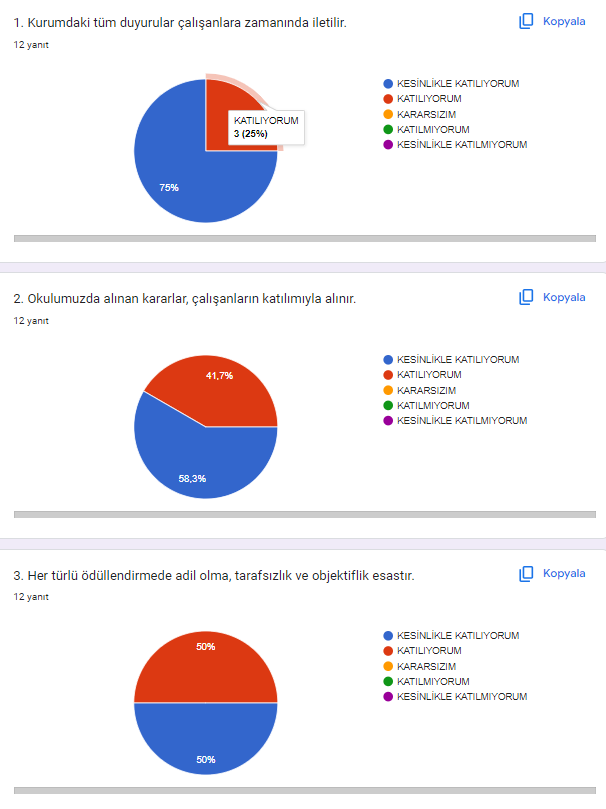 1. Kurumdaki tüm duyurular çalışanlara zamanında iletilir.
Kopyala
12 yanıt
KESİNLİKLE KATILIYORUM
KATILIYORUM
KARARSIZIM
KATILMIYORUM
KESİNLİKLE KATILMIYORUM
KATILIYORUM
3 (25%)
75%
2. Okulumuzda alınan kararlar, çalışanların katılımıyla alınır.
Kopyala
12 yanıt
KESİNLİKLE KATILIYORUM
KATILIYORUM
KARARSIZIM
KATILMIYORUM
KESİNLİKLE KATILMIYORUM
41,7%
58,3%
3. Her türlü ödüllendirmede adil olma, tarafsızlık ve objektiflik esastır.
Kopyala
12 yanıt
KESİNLİKLE KATILIYORUM
KATILIYORUM
KARARSIZIM
KATILMIYORUM
KESİNLİKLE KATILMIYORUM
50%
50%